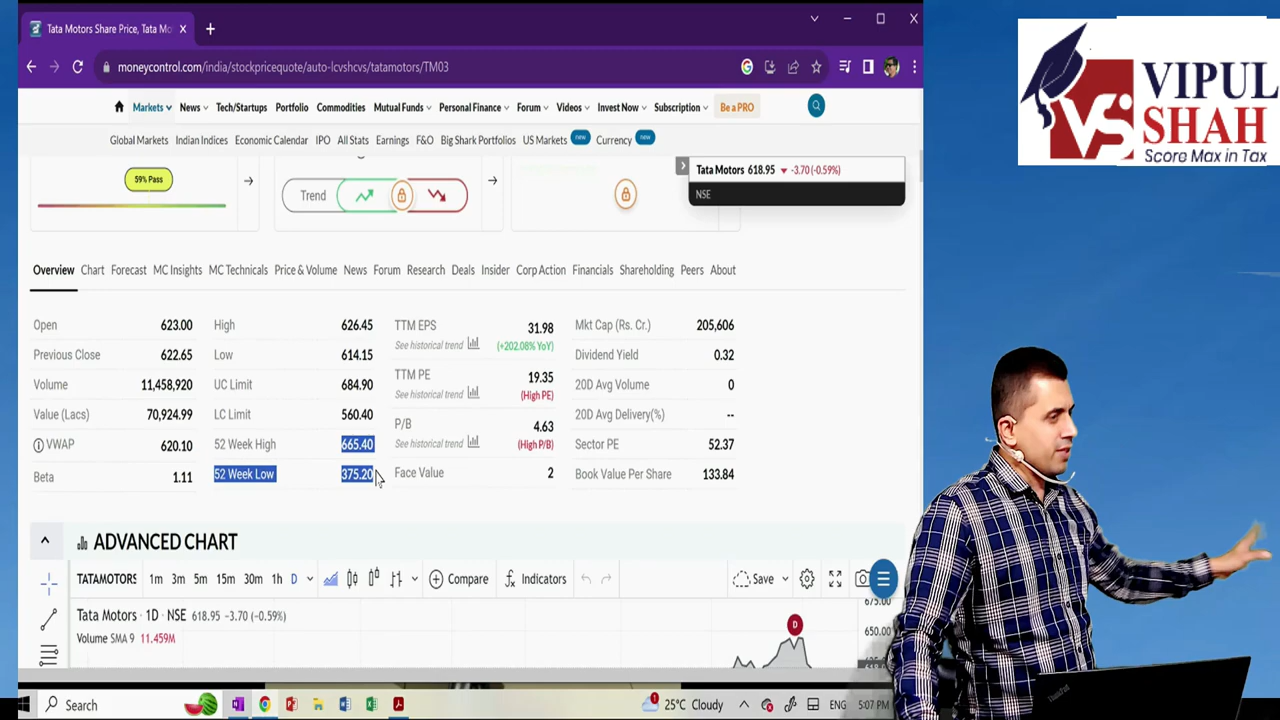 Tata Motors Share Price, Tata Mo
moneycontrol.com/india/stockpricequote/auto-lcvshcvs/tatamotors/TM03
Markets News Tech/Startups Portfolio Commodities Mutual Funds Personal Finance Forum Videos Invest Now Subscription Be a PRO
Global Markets Indian Indices Economic Calendar IPO All Stats Earnings F&O Big Shark Portfolios US Markets new Currency new
59% Pass
Trend
Tata Motors 618.95 -3.70 (-0.59%)
NSE
Overview Chart Forecast MC Insights MC Technicals Price & Volume News Forum Research Deals Insider Corp Action Financials Shareholding Peers About
Open 623.00
Previous Close 622.65
Volume 11,458,920
Value (Lacs) 70,924.99
VWAP 620.10
Beta 1.11
High 626.45
Low 614.15
UC Limit 684.90
LC Limit 560.40
52 Week High 665.40
52 Week Low 375.20
TTM EPS 31.98
See historical trend (+202.08% YoY)
TTM PE 19.35
See historical trend (High PE)
P/B 4.63
See historical trend (High P/B)
Face Value 2
Mkt Cap (Rs. Cr.) 205,606
Dividend Yield 0.32
20D Avg Volume 0
20D Avg Delivery(%) --
Sector PE 52.37
Book Value Per Share 133.84
ADVANCED CHART
TATAMOTORS 1m 3m 5m 15m 30m 1h D Compare Indicators Save
Tata Motors · 1D · NSE 618.95 −3.70 (−0.59%)
Volume SMA 9 11.459M
D
675.00
650.00
Search
1
25°C Cloudy
ENG
5:07 PM
VS
VIPUL
SHAH
Score Max in Tax
ThinkPad